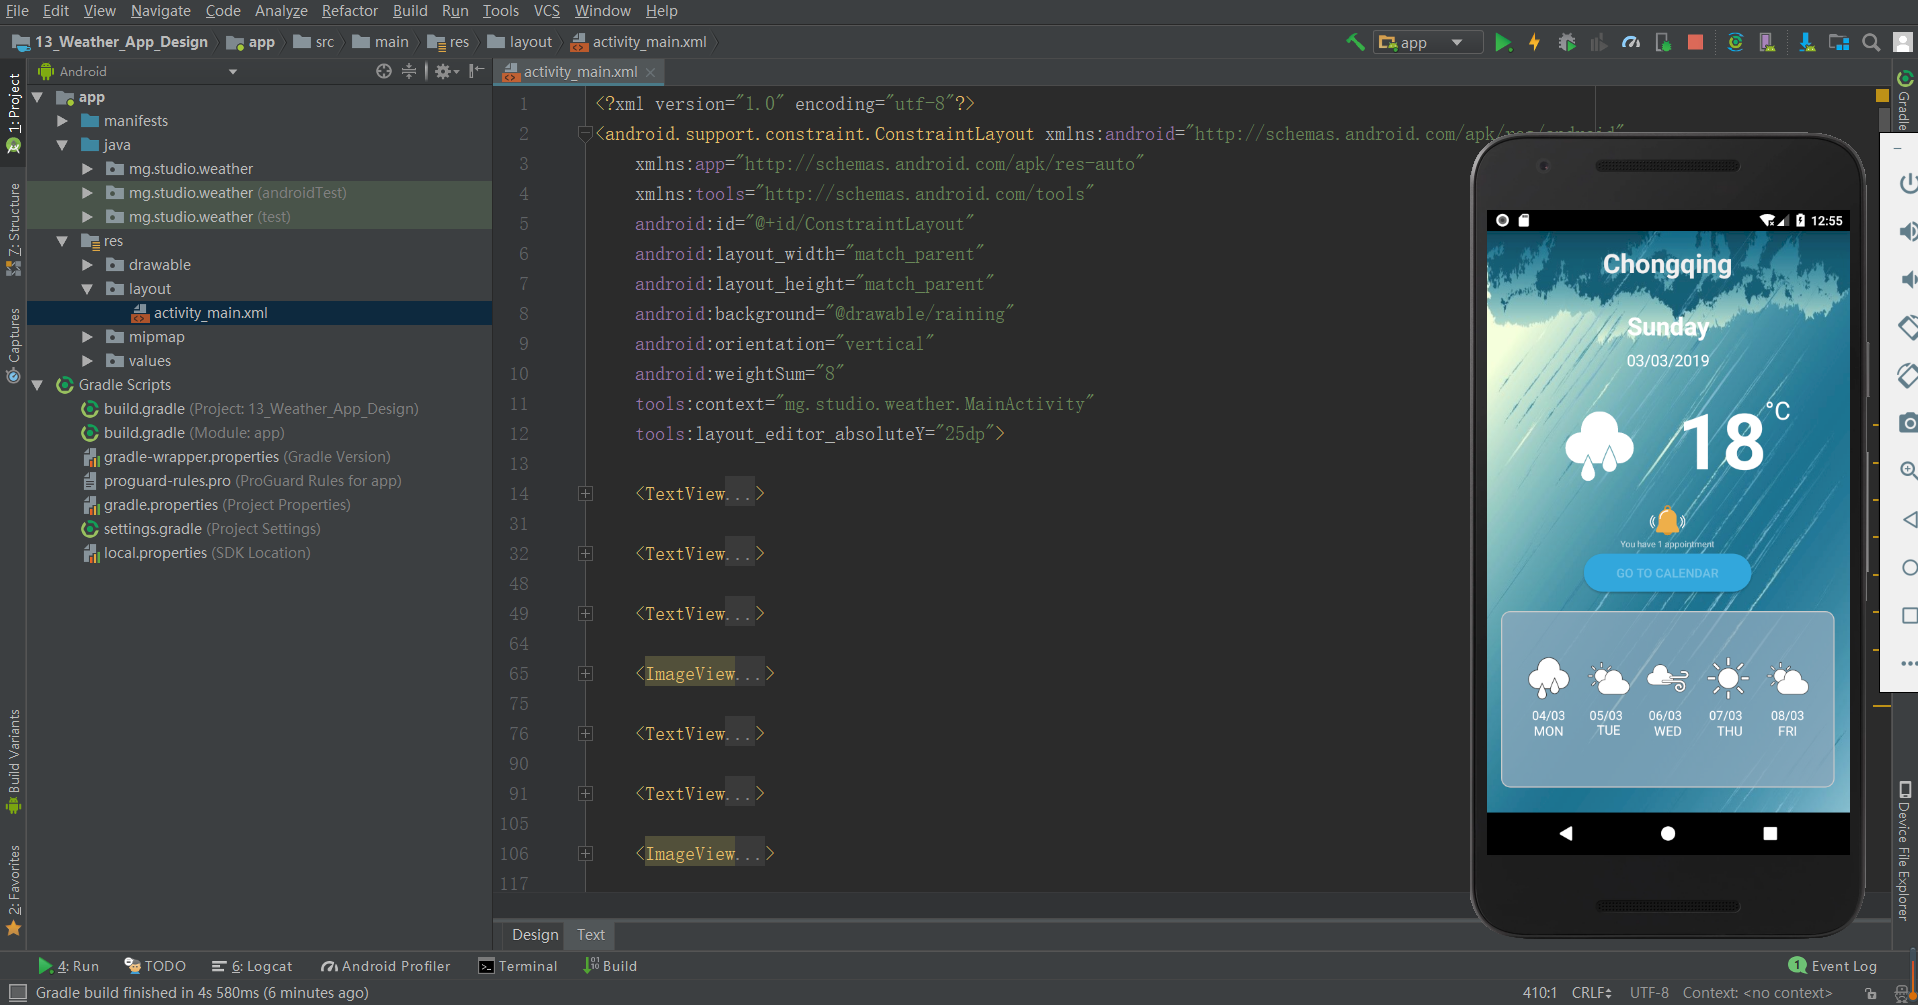 File Edit View Navigate Code Analyze Refactor Build Run Tools VCS Window Help
13_Weather_App_Design app src main res layout activity_main.xml
app
1: Project
Z: Structure
Captures
Build Variants
2: Favorites
Android
app
manifests
java
mg.studio.weather
mg.studio.weather (androidTest)
mg.studio.weather (test)
res
drawable
layout
activity_main.xml
mipmap
values
Gradle Scripts
build.gradle (Project: 13_Weather_App_Design)
build.gradle (Module: app)
gradle-wrapper.properties (Gradle Version)
proguard-rules.pro (ProGuard Rules for app)
gradle.properties (Project Properties)
settings.gradle (Project Settings)
local.properties (SDK Location)
activity_main.xml
1 <?xml version="1.0" encoding="utf-8"?>
2 <android.support.constraint.ConstraintLayout xmlns:android="http://schemas.android.com/apk/res/android"
3 xmlns:app="http://schemas.android.com/apk/res-auto"
4 xmlns:tools="http://schemas.android.com/tools"
5 android:id="@+id/ConstraintLayout"
6 android:layout_width="match_parent"
7 android:layout_height="match_parent"
8 android:background="@drawable/raining"
9 android:orientation="vertical"
10 android:weightSum="8"
11 tools:context="mg.studio.weather.MainActivity"
12 tools:layout_editor_absoluteY="25dp">
13
14 <TextView...>
31
32 <TextView...>
48
49 <TextView...>
64
65 <ImageView...>
75
76 <TextView...>
90
91 <TextView...>
105
106 <ImageView...>
117
Design Text
12:55
Chongqing
Sunday
03/03/2019
18 °C
You have 1 appointment
GO TO CALENDAR
04/03 05/03 06/03 07/03 08/03
MON TUE WED THU FRI
Gradle
Device File Explorer
4: Run TODO 6: Logcat Android Profiler Terminal Build 1 Event Log
Gradle build finished in 4s 580ms (6 minutes ago) 410:1 CRLF UTF-8 Context: <no context>